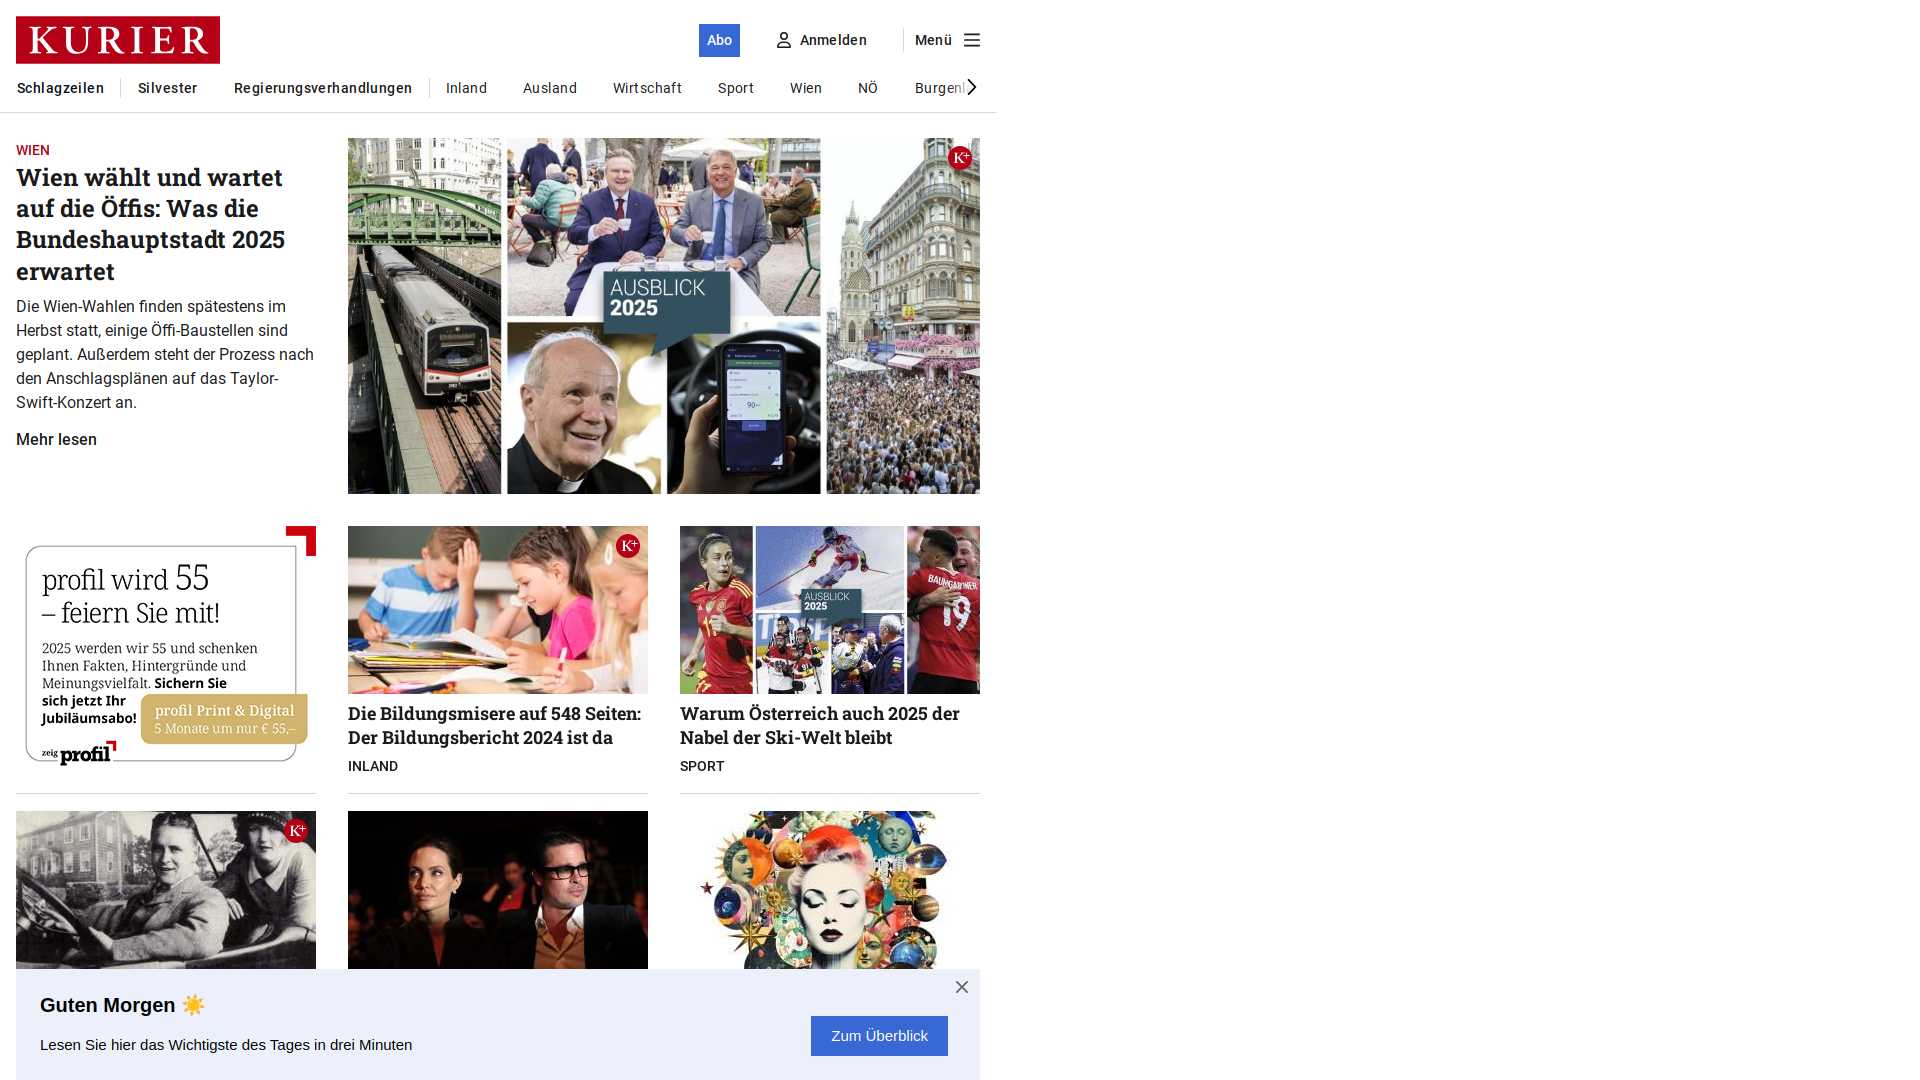 KURIER
Abo
Anmelden
Menü
Schlagzeilen
Silvester
Regierungsverhandlungen
Inland
Ausland
Wirtschaft
Sport
Wien
NÖ
Burgenl
WIEN
Wien wählt und wartet
auf die Öffis: Was die
Bundeshauptstadt 2025
erwartet
Die Wien-Wahlen finden spätestens im
Herbst statt, einige Öffi-Baustellen sind
geplant. Außerdem steht der Prozess nach
den Anschlagsplänen auf das Taylor-
Swift-Konzert an.
Mehr lesen
K+
AUSBLICK
2025
90
profil wird 55
– feiern Sie mit!
2025 werden wir 55 und schenken
Ihnen Fakten, Hintergründe und
Meinungsvielfalt. Sichern Sie
sich jetzt Ihr
Jubiläumsabo!
profil Print & Digital
5 Monate um nur € 55,–
zeig profil
K+
Die Bildungsmisere auf 548 Seiten:
Der Bildungsbericht 2024 ist da
INLAND
AUSBLICK
2025
11
BAUMGARTNER
19
Warum Österreich auch 2025 der
Nabel der Ski-Welt bleibt
SPORT
K+
Guten Morgen ☀️
Lesen Sie hier das Wichtigste des Tages in drei Minuten
Zum Überblick